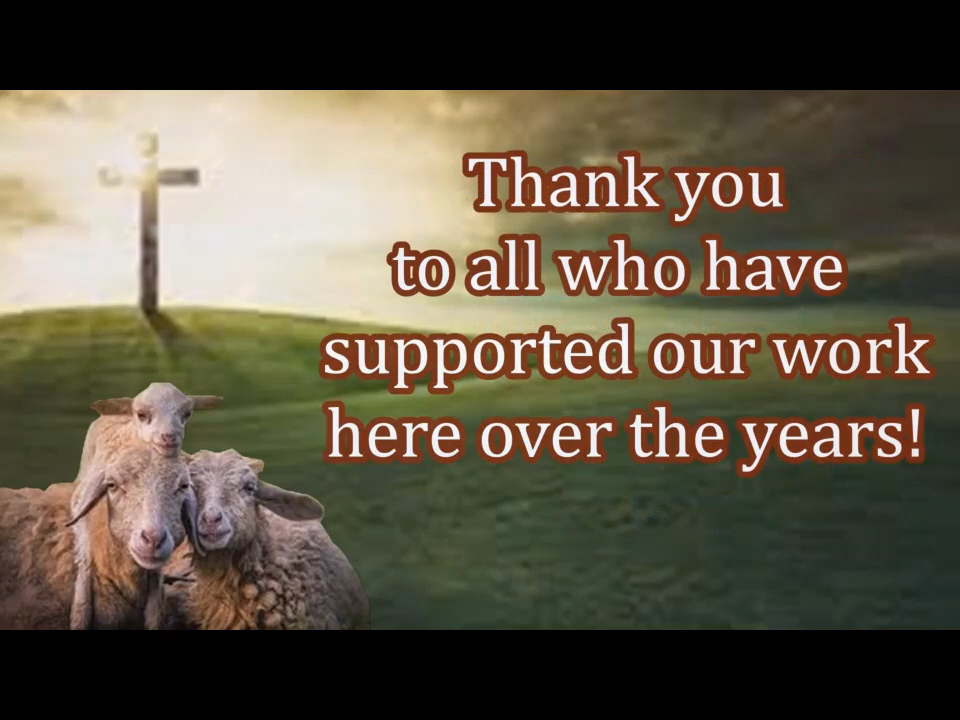 Thank you
to all who have
supported our work
here over the years!